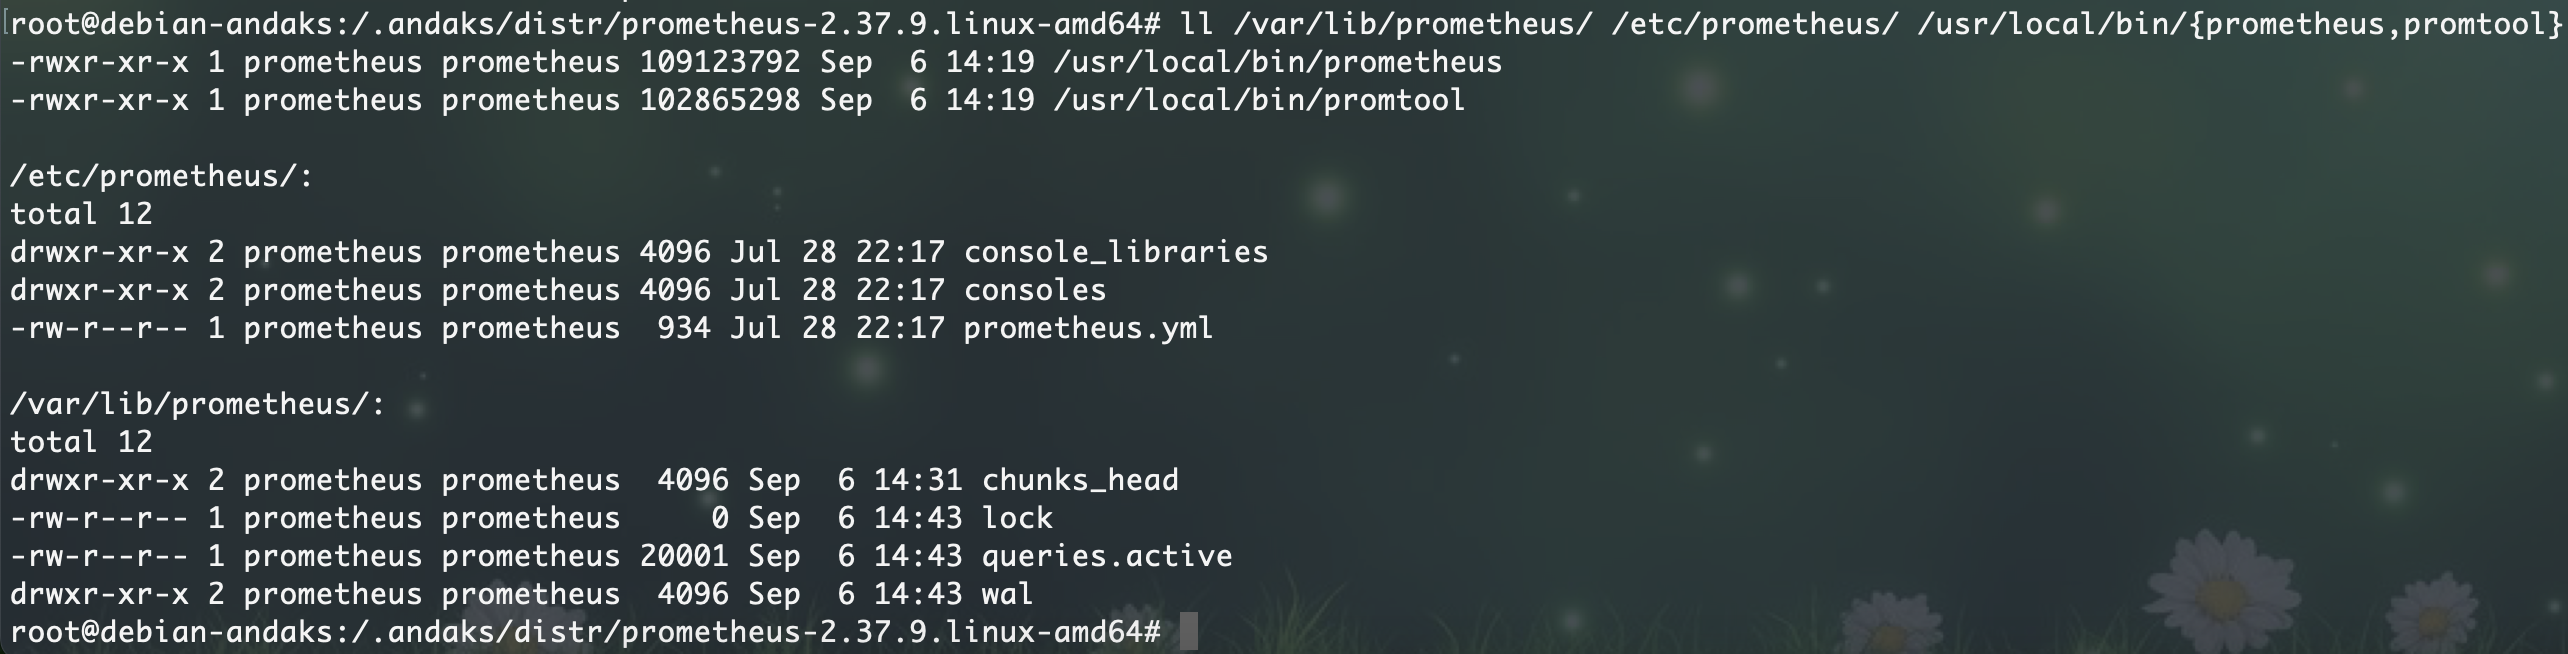 root@debian-andaks:/.andaks/distr/prometheus-2.37.9.linux-amd64# ll /var/lib/prometheus/ /etc/prometheus/ /usr/local/bin/{prometheus,promtool}
-rwxr-xr-x 1 prometheus prometheus 109123792 Sep  6 14:19 /usr/local/bin/prometheus
-rwxr-xr-x 1 prometheus prometheus 102865298 Sep  6 14:19 /usr/local/bin/promtool

/etc/prometheus/:
total 12
drwxr-xr-x 2 prometheus prometheus 4096 Jul 28 22:17 console_libraries
drwxr-xr-x 2 prometheus prometheus 4096 Jul 28 22:17 consoles
-rw-r--r-- 1 prometheus prometheus  934 Jul 28 22:17 prometheus.yml

/var/lib/prometheus/:
total 12
drwxr-xr-x 2 prometheus prometheus  4096 Sep  6 14:31 chunks_head
-rw-r--r-- 1 prometheus prometheus     0 Sep  6 14:43 lock
-rw-r--r-- 1 prometheus prometheus 20001 Sep  6 14:43 queries.active
drwxr-xr-x 2 prometheus prometheus  4096 Sep  6 14:43 wal
root@debian-andaks:/.andaks/distr/prometheus-2.37.9.linux-amd64#